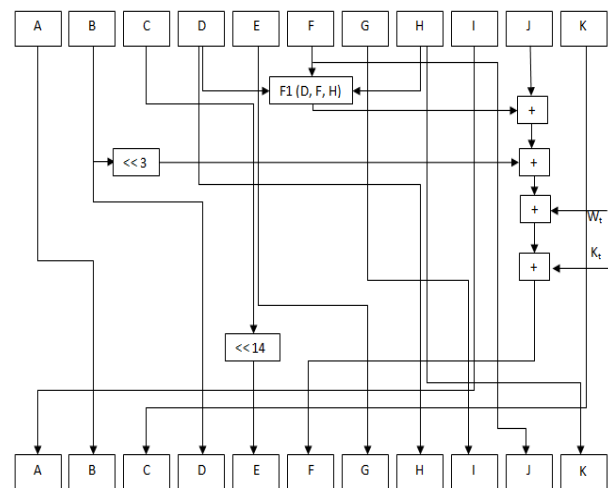 A B C D E F G H I J K
F1 (D, F, H)
+
<< 3
+
+
Wt
Kt
+
<< 14
A B C D E F G H I J K